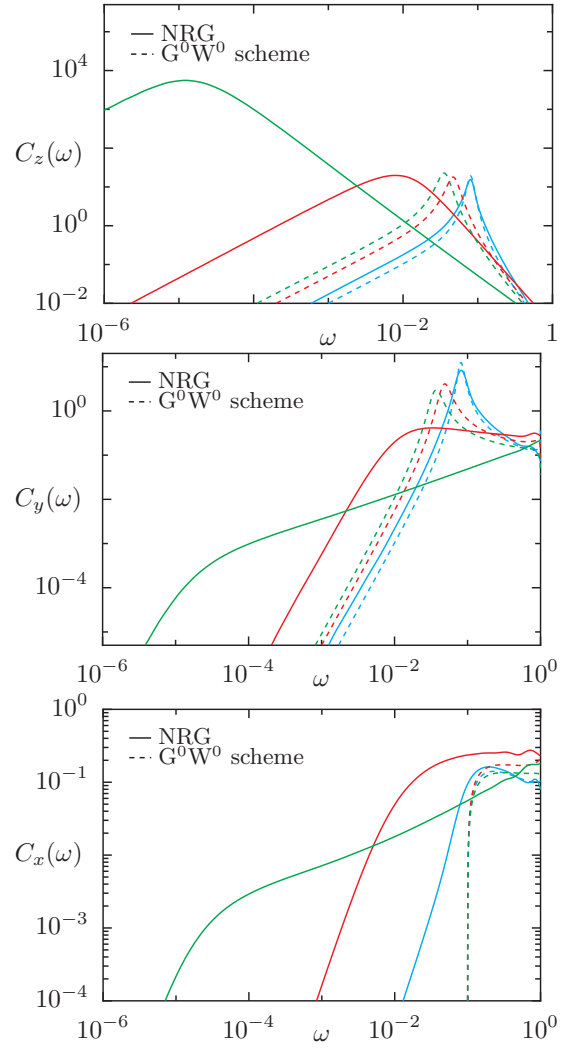 10⁴
NRG
G⁰W⁰ scheme
C_z(ω)
10⁰
10⁻²
10⁻⁶ ω 10⁻² 1
NRG
10⁰
G⁰W⁰ scheme
C_y(ω)
10⁻⁴
10⁻⁶ 10⁻⁴ ω 10⁻² 10⁰
10⁰
NRG
G⁰W⁰ scheme
10⁻¹
C_x(ω)
10⁻²
10⁻³
10⁻⁴
10⁻⁶ 10⁻⁴ ω 10⁻² 10⁰